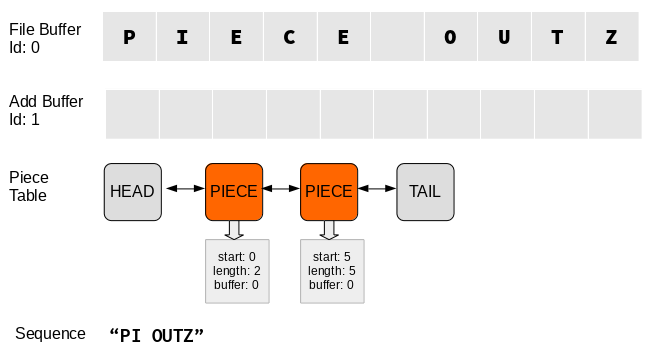 File Buffer
Id: 0
P I E C E O U T Z
Add Buffer
Id: 1
Piece
Table
HEAD PIECE PIECE TAIL
start: 0
length: 2
buffer: 0
start: 5
length: 5
buffer: 0
Sequence “PI OUTZ”